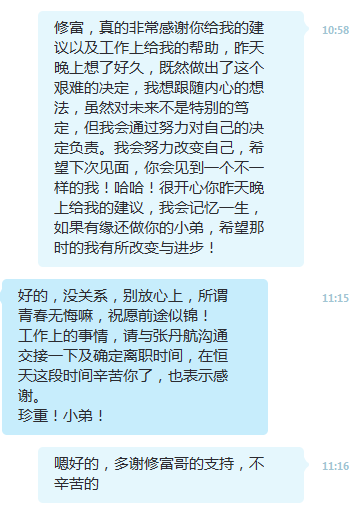 修富，真的非常感谢你给我的建
10:58
议以及工作上给我的帮助，昨天
晚上想了好久，既然做出了这个
艰难的决定，我想跟随内心的想
法，虽然对未来不是特别的笃
定，但我会通过努力对自己的决
定负责。我会努力改变自己，希
望下次见面，你会见到一个不一
样的我！哈哈！很开心你昨天晚
上给我的建议，我会记忆一生，
如果有缘还做你的小弟，希望那
时的我有所改变与进步！
好的，没关系，别放心上，所谓
11:15
青春无悔嘛，祝愿前途似锦！
工作上的事情，请与张丹航沟通
交接一下及确定离职时间，在恒
天这段时间辛苦你了，也表示感
谢。
珍重！小弟！
嗯好的，多谢修富哥的支持，不
11:16
辛苦的